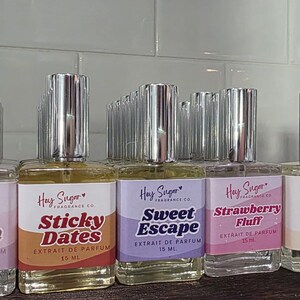 Hey Sugar
FRAGRANCE CO.
Sticky
Dates
EXTRAIT DE PARFUM
15 ML.
Hey Sugar
FRAGRANCE CO.
Sweet
Escape
EXTRAIT DE PARFUM
15 ML.
Hey Sugar
FRAGRANCE CO.
Strawberry
Fluff
EXTRAIT DE PARFUM
15 ML